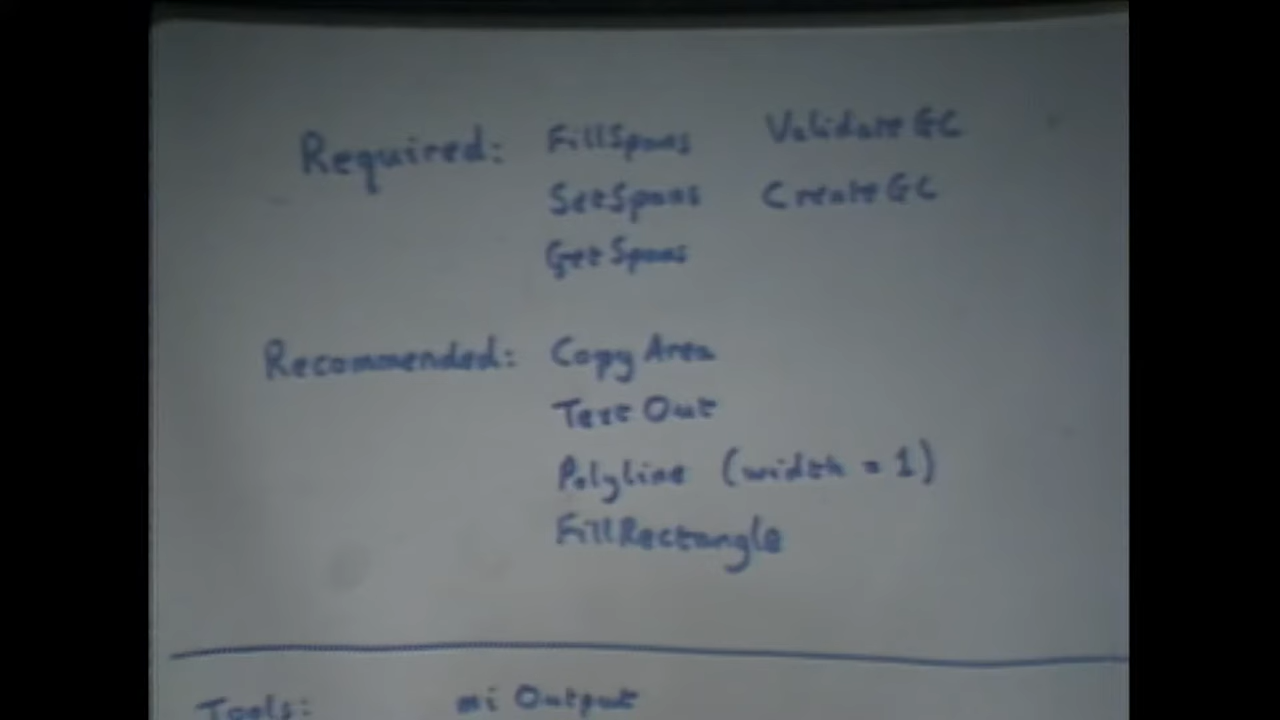 Required: FillSpans ValidateGC
SetSpans CreateGC
GetSpans
Recommended: CopyArea
TextOut
Polyline (width = 1)
FillRectangle
Tools: mi Output